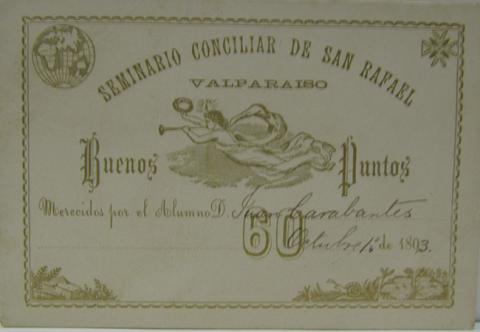 SEMINARIO CONCILIAR DE SAN RAFAEL
VALPARAISO
Buenos Puntos
Merecidos por el Alumno D. Juan Carabantes
60
Octubre 1º de 1893.